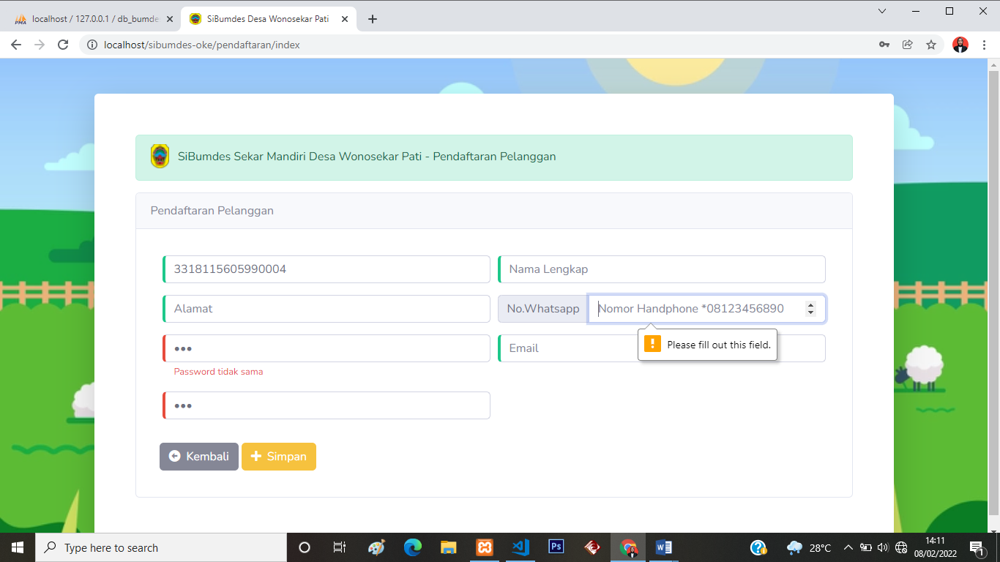 localhost / 127.0.0.1 / db_bumde
SiBumdes Desa Wonosekar Pati
localhost/sibumdes-oke/pendaftaran/index
SiBumdes Sekar Mandiri Desa Wonosekar Pati - Pendaftaran Pelanggan
Pendaftaran Pelanggan
3318115605990004
Nama Lengkap
Alamat
No.Whatsapp
Nomor Handphone *08123456890
Please fill out this field.
•••
Email
Password tidak sama
•••
Kembali
Simpan
Type here to search
Ps
28°C
14:11
08/02/2022
1